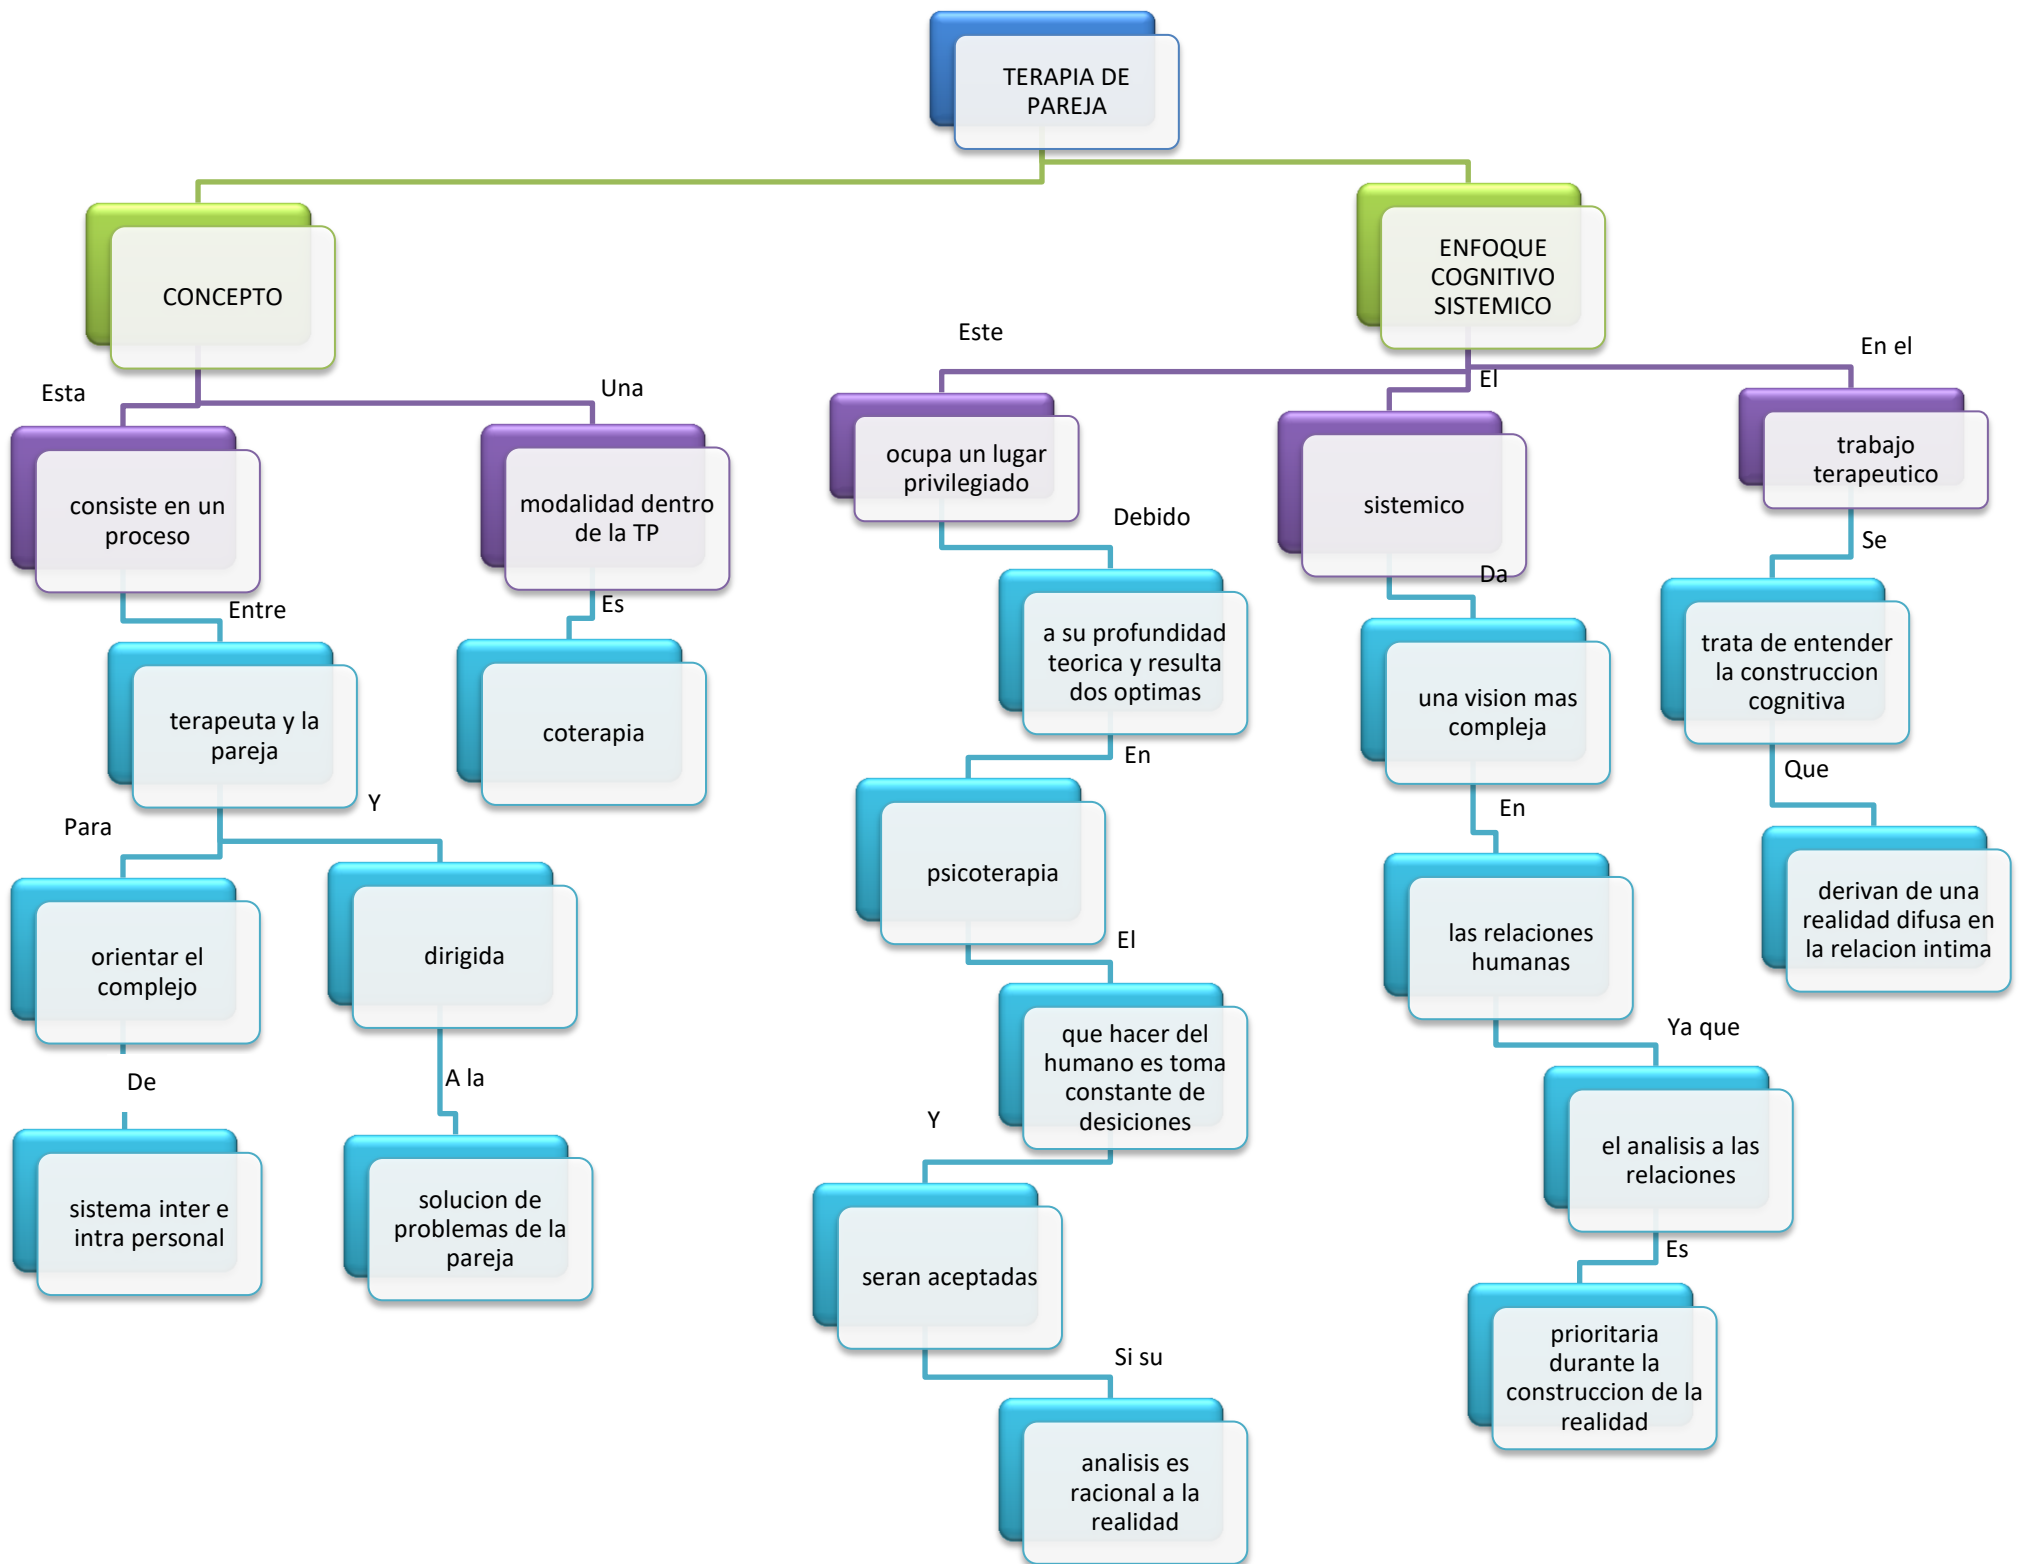 TERAPIA DE
PAREJA
CONCEPTO
ENFOQUE
COGNITIVO
SISTEMICO
Esta
Una
Este
El
En el
consiste en un
proceso
modalidad dentro
de la TP
ocupa un lugar
privilegiado
sistemico
trabajo
terapeutico
Entre
Es
Debido
Da
Se
terapeuta y la
pareja
coterapia
a su profundidad
teorica y resulta
dos optimas
una vision mas
compleja
trata de entender
la construccion
cognitiva
Para
Y
En
En
Que
orientar el
complejo
dirigida
psicoterapia
las relaciones
humanas
derivan de una
realidad difusa en
la relacion intima
De
A la
El
Ya que
sistema inter e
intra personal
solucion de
problemas de la
pareja
que hacer del
humano es toma
constante de
desiciones
el analisis a las
relaciones
Y
Es
seran aceptadas
prioritaria
durante la
construccion de la
realidad
Si su
analisis es
racional a la
realidad